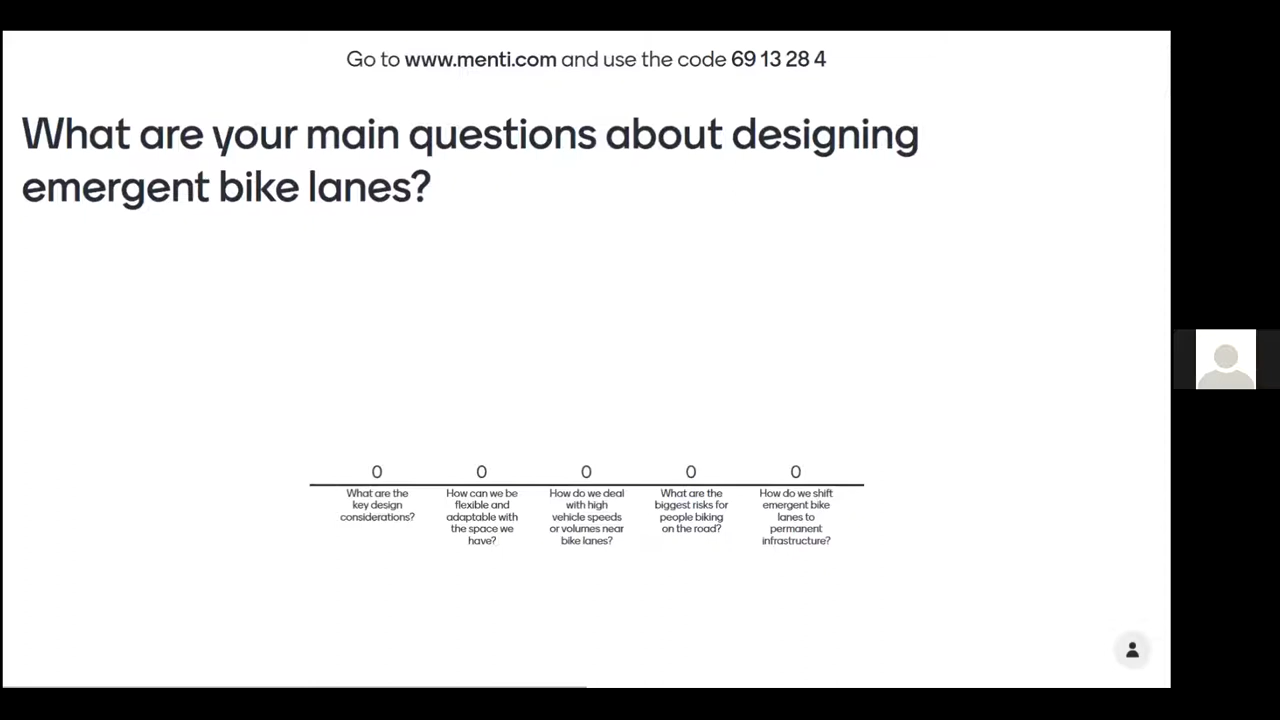 Go to www.menti.com and use the code 69 13 28 4
What are your main questions about designing
emergent bike lanes?
0
0
0
0
0
What are the
key design
considerations?
How can we be
flexible and
adaptable with
the space we
have?
How do we deal
with high
vehicle speeds
or volumes near
bike lanes?
What are the
biggest risks for
people biking
on the road?
How do we shift
emergent bike
lanes to
permanent
infrastructure?